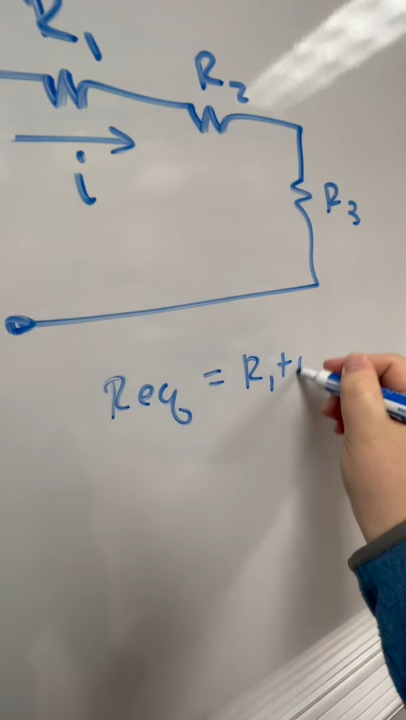 R1
R2
i
R3
Req = R1+